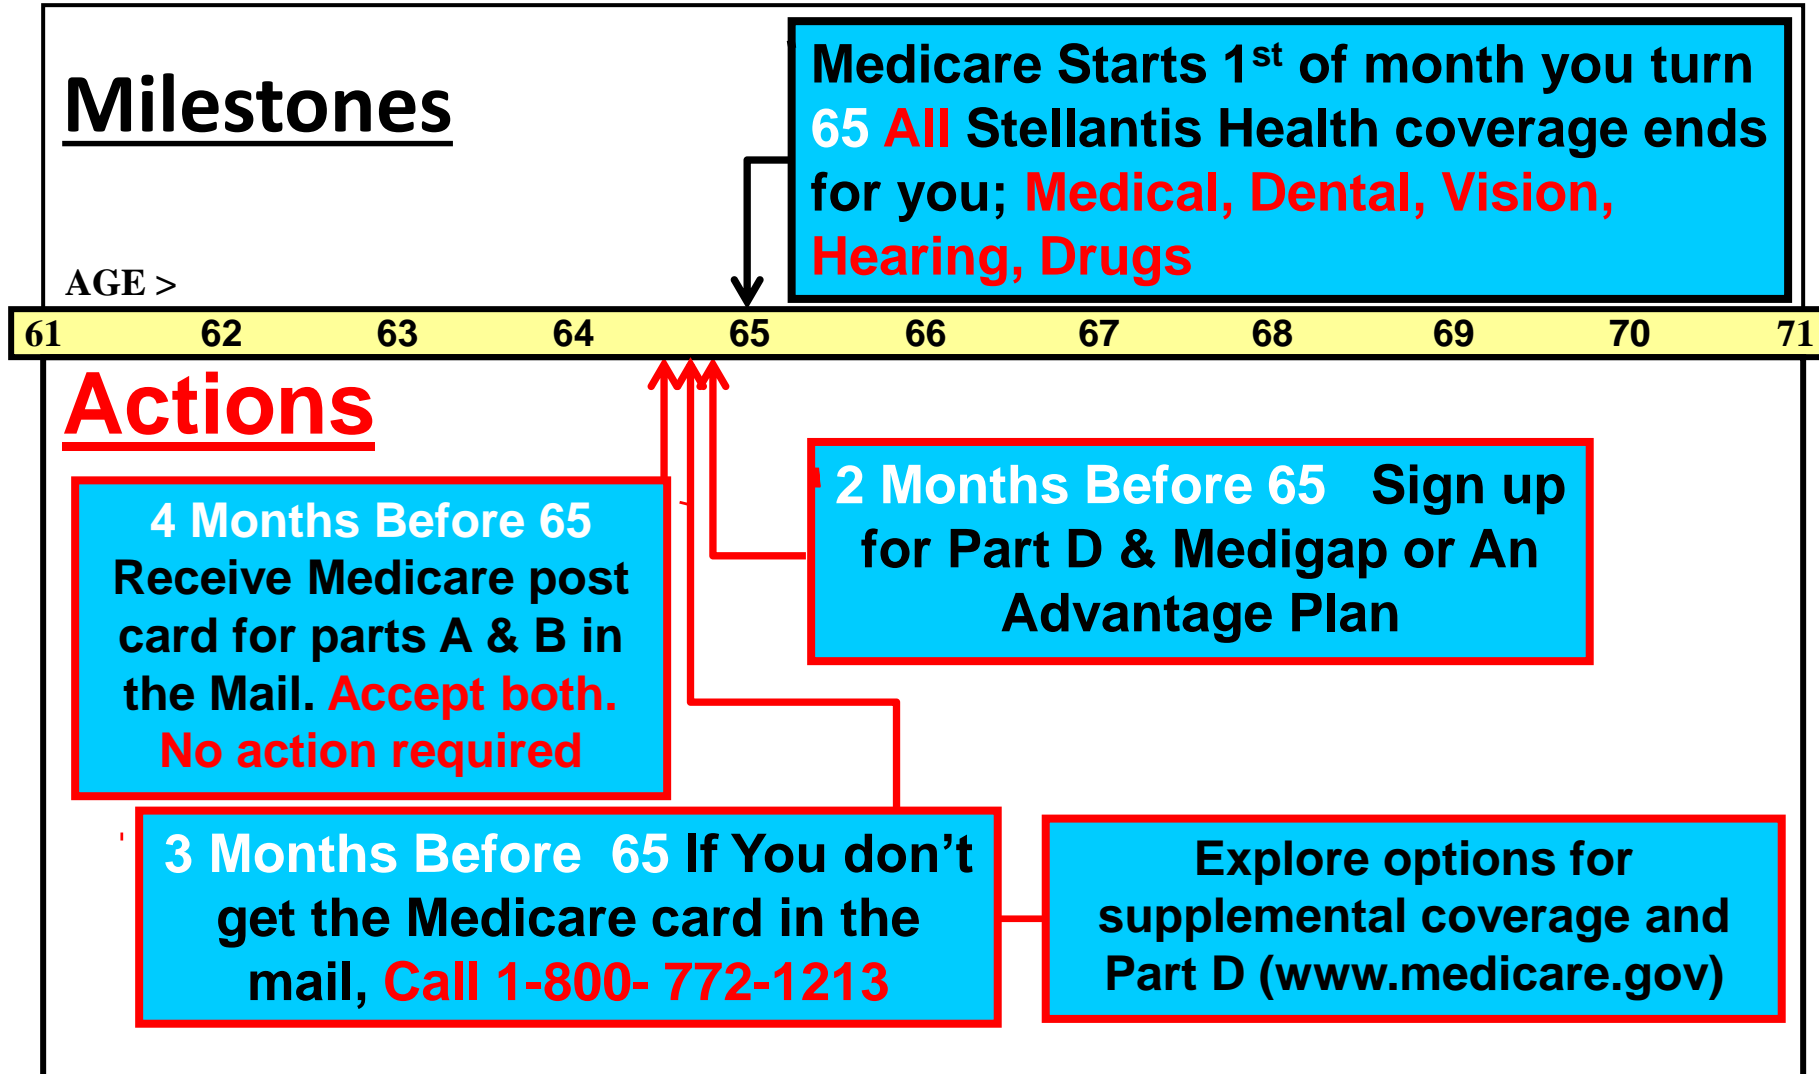 Milestones
Medicare Starts 1st of month you turn
65 All Stellantis Health coverage ends
for you; Medical, Dental, Vision,
Hearing, Drugs
AGE >
61 62 63 64 65 66 67 68 69 70 71
Actions
4 Months Before 65
Receive Medicare post
card for parts A & B in
the Mail. Accept both.
No action required
2 Months Before 65 Sign up
for Part D & Medigap or An
Advantage Plan
3 Months Before 65 If You don’t
get the Medicare card in the
mail, Call 1-800- 772-1213
Explore options for
supplemental coverage and
Part D (www.medicare.gov)